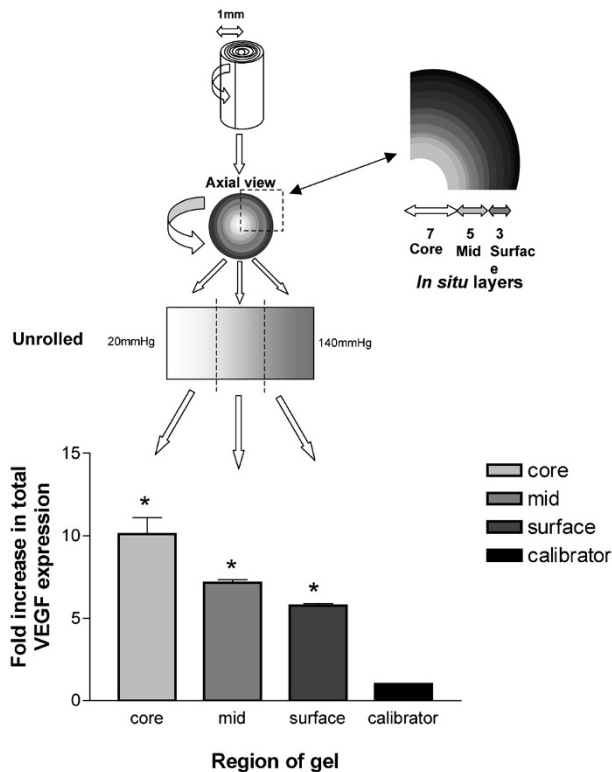 1mm
Axial view
7 5 3
Core Mid Surfac
e
In situ layers
Unrolled
20mmHg 140mmHg
15
10
5
0
Fold increase in total
VEGF expression
* * *
core
mid
surface
calibrator
core mid surface calibrator
Region of gel